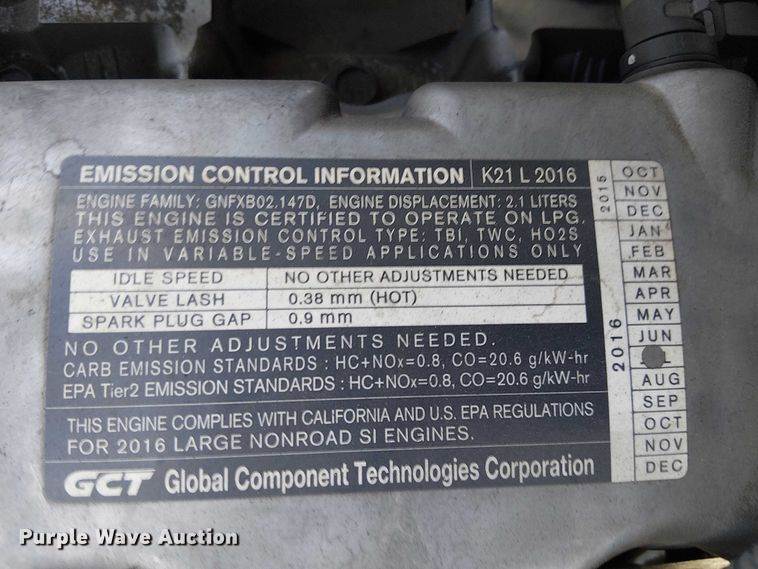 EMISSION CONTROL INFORMATION K21 L 2016
ENGINE FAMILY: GNFXB02.147D, ENGINE DISPLACEMENT: 2.1 LITERS
THIS ENGINE IS CERTIFIED TO OPERATE ON LPG.
EXHAUST EMISSION CONTROL TYPE: TBI, TWC, HO2S
USE IN VARIABLE-SPEED APPLICATIONS ONLY
IDLE SPEED NO OTHER ADJUSTMENTS NEEDED
VALVE LASH 0.38 mm (HOT)
SPARK PLUG GAP 0.9 mm
NO OTHER ADJUSTMENTS NEEDED.
CARB EMISSION STANDARDS : HC+NOx=0.8, CO=20.6 g/kW-hr
EPA Tier2 EMISSION STANDARDS : HC+NOx=0.8, CO=20.6 g/kW-hr
THIS ENGINE COMPLIES WITH CALIFORNIA AND U.S. EPA REGULATIONS
FOR 2016 LARGE NONROAD SI ENGINES.
GCT Global Component Technologies Corporation
2015
OCT
NOV
DEC
2016
JAN
FEB
MAR
APR
MAY
JUN
AUG
SEP
OCT
NOV
DEC
Purple Wave Auction